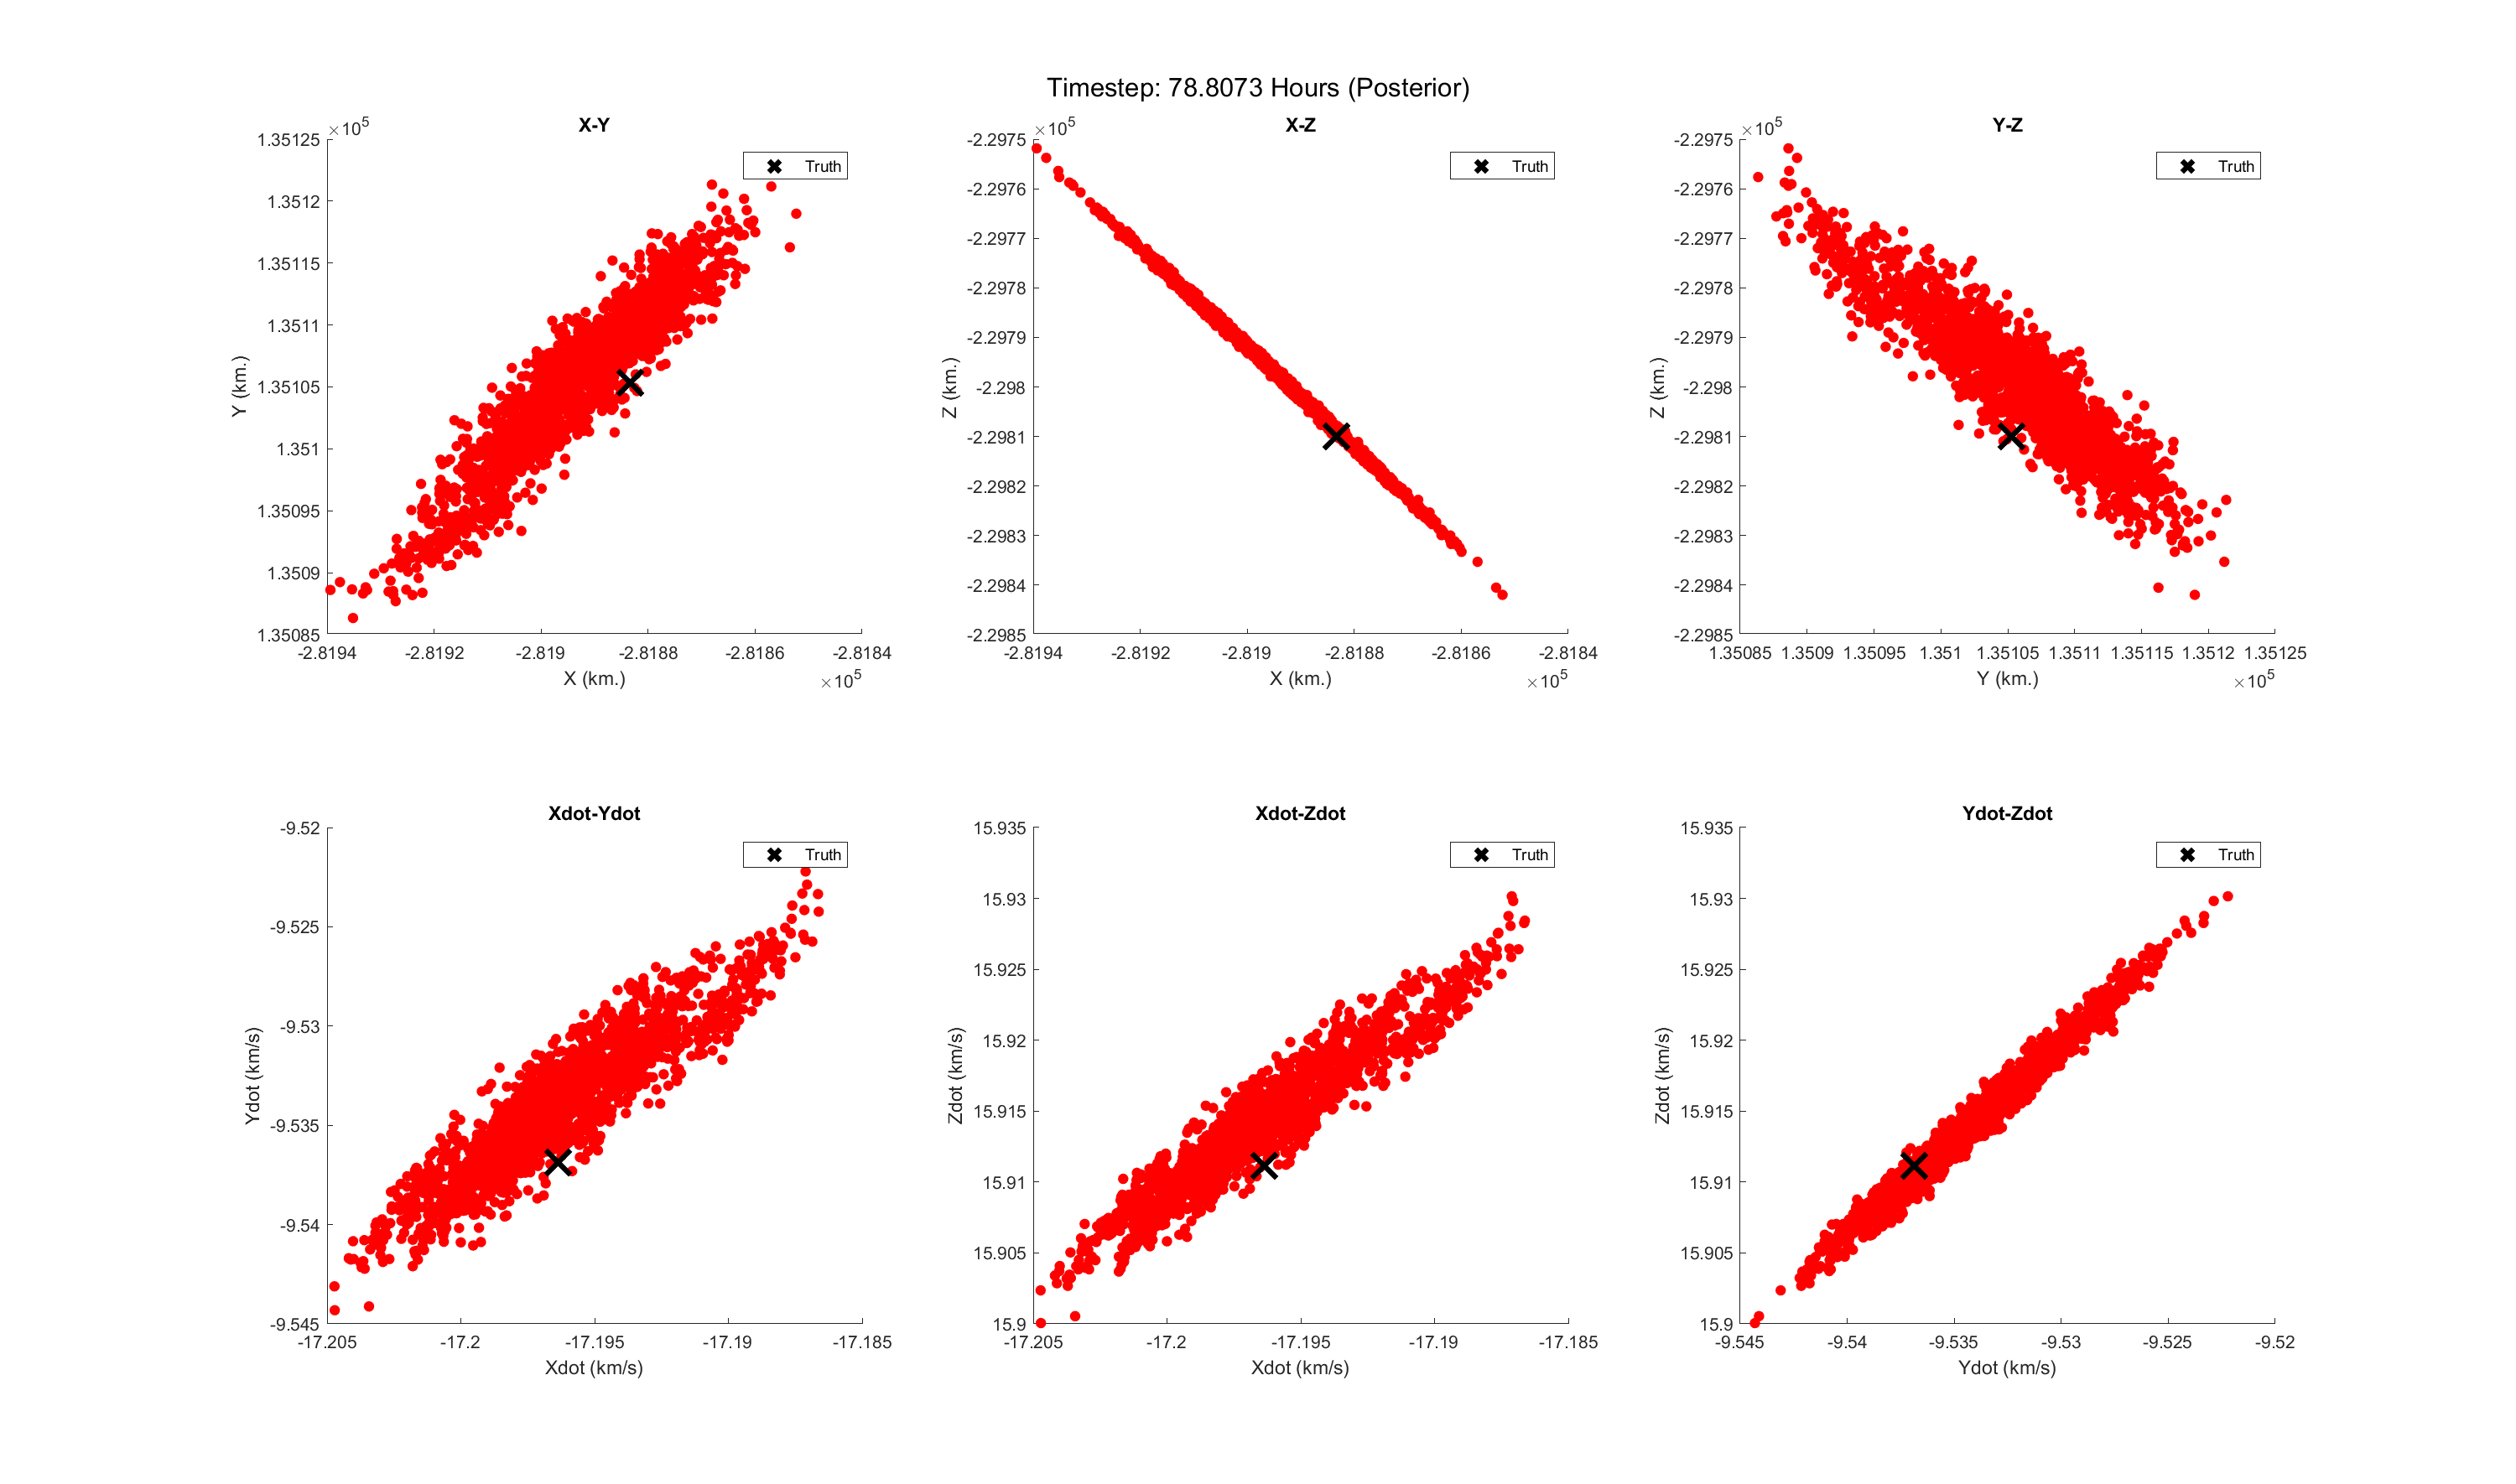 Timestep: 78.8073 Hours (Posterior)
X-Y
×10^5
1.35125
1.3512
1.35115
1.3511
1.35105
1.351
1.35095
1.3509
1.35085
Y (km.)
Truth
-2.8194 -2.8192 -2.819 -2.8188 -2.8186 -2.8184
X (km.)
×10^5
X-Z
×10^5
-2.2975
-2.2976
-2.2977
-2.2978
-2.2979
-2.298
-2.2981
-2.2982
-2.2983
-2.2984
-2.2985
Z (km.)
Truth
-2.8194 -2.8192 -2.819 -2.8188 -2.8186 -2.8184
X (km.)
×10^5
Y-Z
×10^5
-2.2975
-2.2976
-2.2977
-2.2978
-2.2979
-2.298
-2.2981
-2.2982
-2.2983
-2.2984
-2.2985
Z (km.)
Truth
1.35085 1.3509 1.35095 1.351 1.35105 1.3511 1.35115 1.3512 1.35125
Y (km.)
×10^5
Xdot-Ydot
-9.52
-9.525
-9.53
-9.535
-9.54
-9.545
Ydot (km/s)
Truth
-17.205 -17.2 -17.195 -17.19 -17.185
Xdot (km/s)
Xdot-Zdot
15.935
15.93
15.925
15.92
15.915
15.91
15.905
15.9
Zdot (km/s)
Truth
-17.205 -17.2 -17.195 -17.19 -17.185
Xdot (km/s)
Ydot-Zdot
15.935
15.93
15.925
15.92
15.915
15.91
15.905
15.9
Zdot (km/s)
Truth
-9.545 -9.54 -9.535 -9.53 -9.525 -9.52
Ydot (km/s)